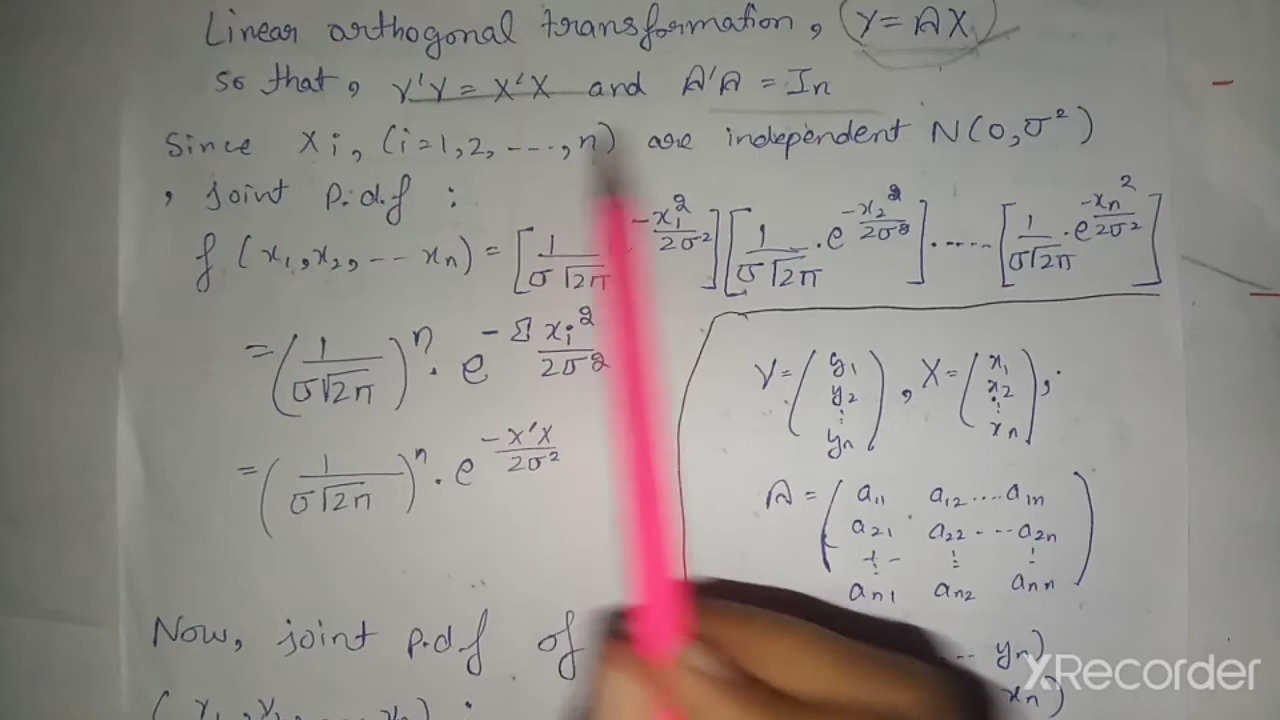 Linear orthogonal transformation, (Y = AX)
so that, Y'Y = X'X and A'A = In
Since Xi, (i=1,2,----,n) are independent N(0,σ²)
, joint p.d.f :
f(x₁,x₂,--xₙ) = [1/σ√2π e^(-x₁²/2σ²)] [1/σ√2π . e^(-x₂²/2σ²)] ...... [1/σ√2π . e^(-xₙ²/2σ²)]
= (1/σ√2π)ⁿ . e^(-Σ xᵢ²/2σ²)
= (1/σ√2π)ⁿ . e^(-X'X/2σ²)
Y = (y₁ y₂ ⋮ yₙ), X = (x₁ x₂ ⋮ xₙ),
A = (a₁₁ a₁₂ .... a₁ₙ
a₂₁ a₂₂ - -- a₂ₙ
⋮ ⋮ ⋮
aₙ₁ aₙ₂ aₙₙ)
Now, joint p.d.f of -- yₙ)
xₙ)
XRecorder